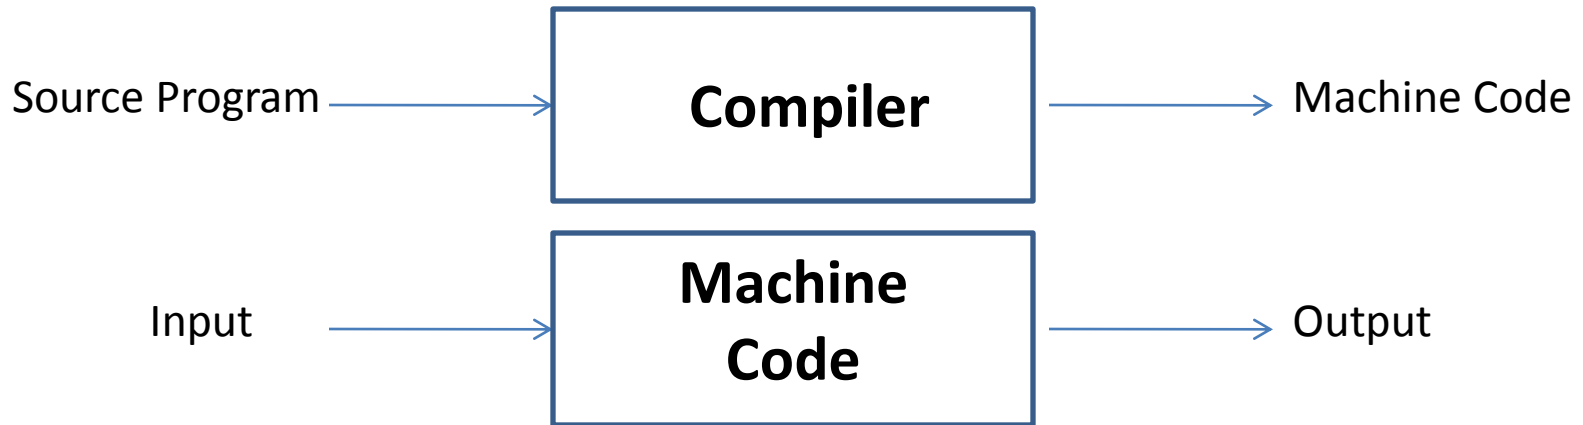 Source Program
Compiler
Machine Code
Input
Machine
Code
Output